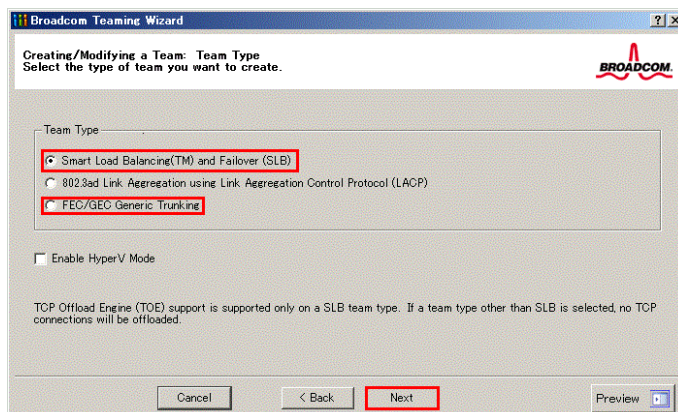 Broadcom Teaming Wizard
Creating/Modifying a Team: Team Type
Select the type of team you want to create.
BROADCOM.
Team Type
Smart Load Balancing(TM) and Failover (SLB)
802.3ad Link Aggregation using Link Aggregation Control Protocol (LACP)
FEC/GEC Generic Trunking
Enable HyperV Mode
TCP Offload Engine (TOE) support is supported only on a SLB team type. If a team type other than SLB is selected, no TCP
connections will be offloaded.
Cancel
< Back
Next
Preview